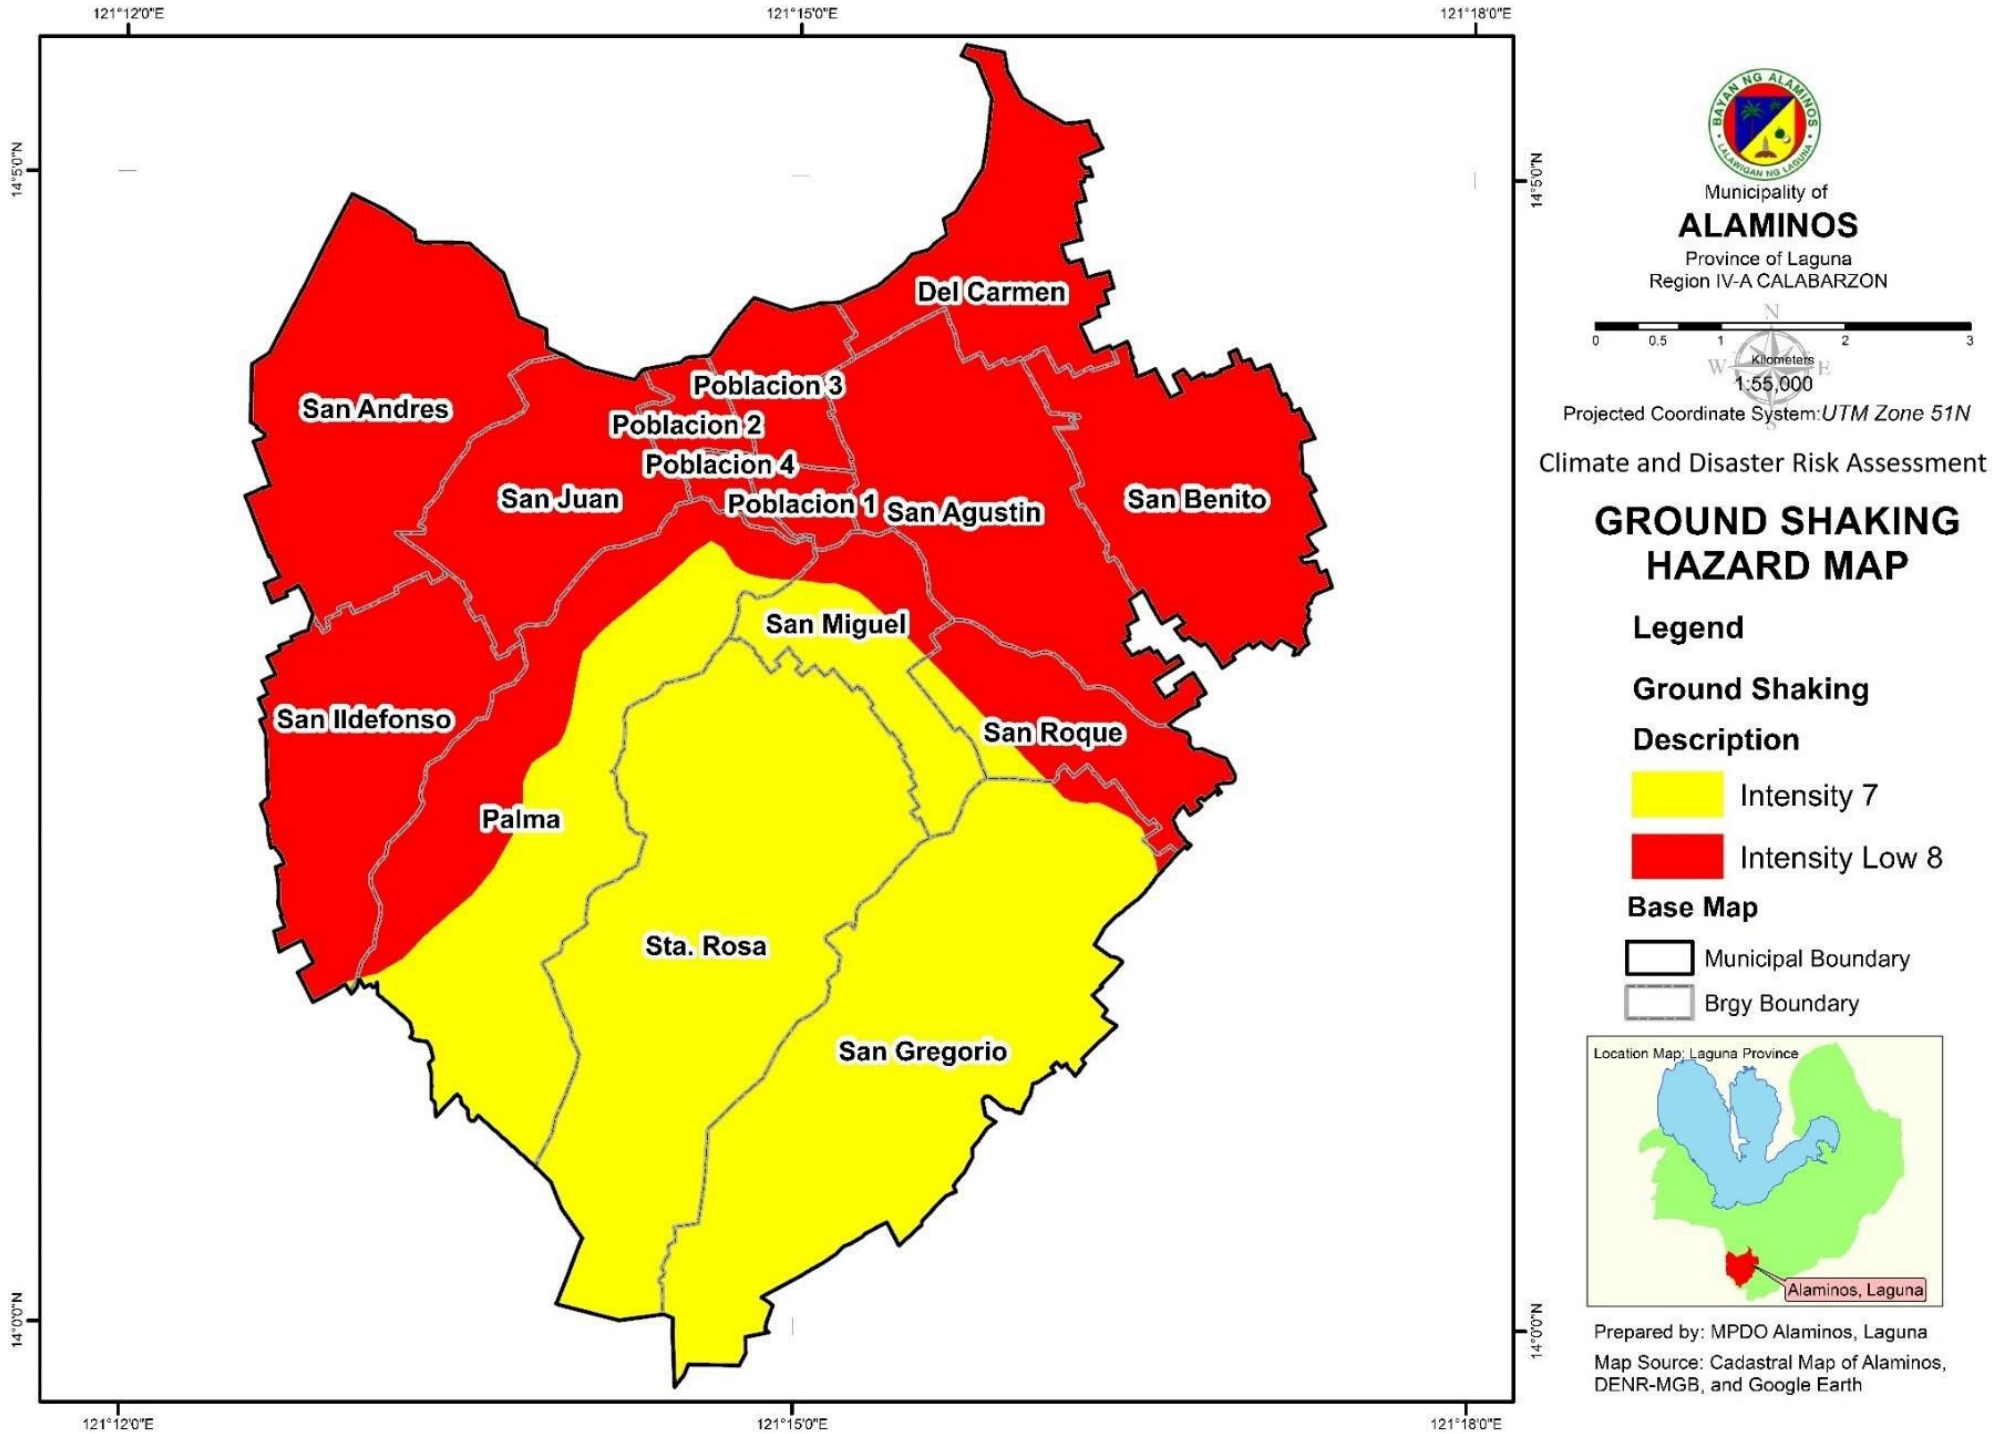 121°12'0"E
121°15'0"E
121°18'0"E
14°5'0"N
14°5'0"N
Del Carmen
San Andres
Poblacion 3
Poblacion 2
Poblacion 4
San Juan
Poblacion 1
San Agustin
San Benito
San Miguel
San Ildefonso
San Roque
Palma
Sta. Rosa
San Gregorio
14°0'0"N
14°0'0"N
121°12'0"E
121°15'0"E
121°18'0"E
BAYAN NG ALAMINOS
LALAWIGAN NG LAGUNA
Municipality of
ALAMINOS
Province of Laguna
Region IV-A CALABARZON
N
0 0.5 1 2 3
Kilometers
W E
1:55,000
Projected Coordinate System: UTM Zone 51N
S
Climate and Disaster Risk Assessment
GROUND SHAKING
HAZARD MAP
Legend
Ground Shaking
Description
Intensity 7
Intensity Low 8
Base Map
Municipal Boundary
Brgy Boundary
Location Map: Laguna Province
Alaminos, Laguna
Prepared by: MPDO Alaminos, Laguna
Map Source: Cadastral Map of Alaminos,
DENR-MGB, and Google Earth